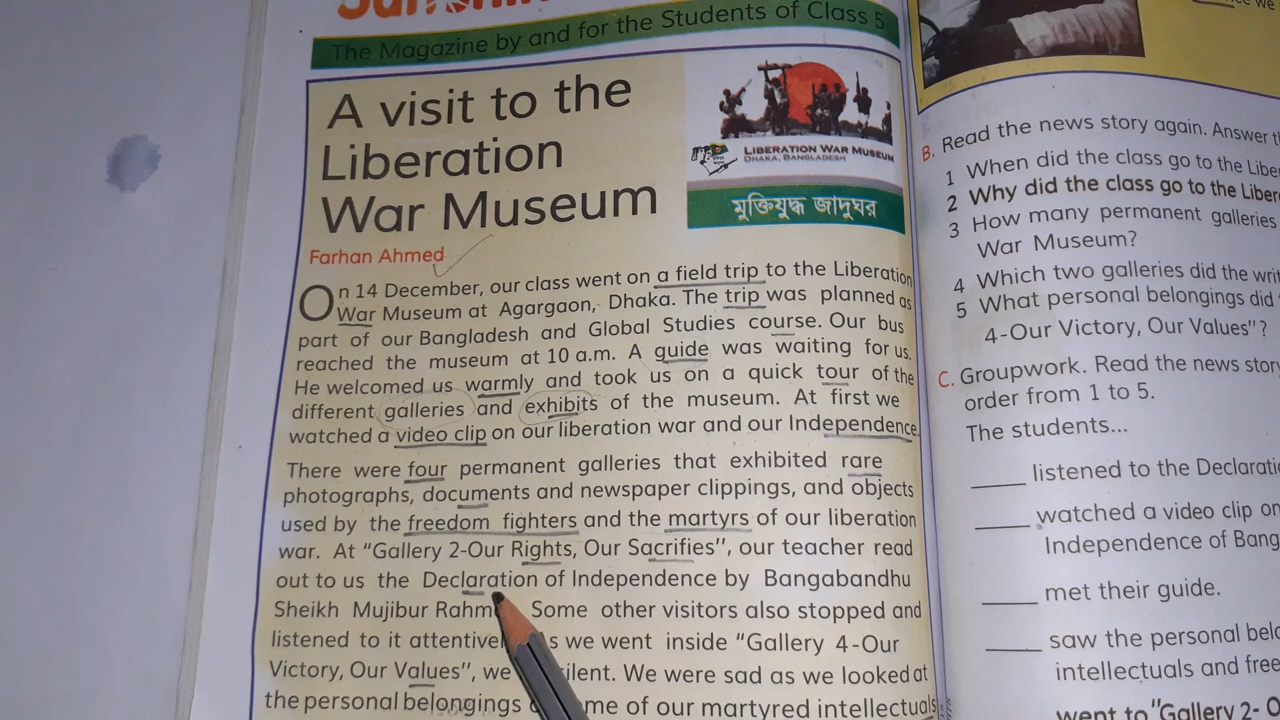 The Magazine by and for the Students of Class 5
A visit to the
Liberation
War Museum
LIBERATION WAR MUSEUM
DHAKA, BANGLADESH
মুক্তিযুদ্ধ জাদুঘর
Farhan Ahmed
On 14 December, our class went on a field trip to the Liberation
War Museum at Agargaon, Dhaka. The trip was planned as
part of our Bangladesh and Global Studies course. Our bus
reached the museum at 10 a.m. A guide was waiting for us.
He welcomed us warmly and took us on a quick tour of the
different galleries and exhibits of the museum. At first we
watched a video clip on our liberation war and our Independence.
There were four permanent galleries that exhibited rare
photographs, documents and newspaper clippings, and objects
used by the freedom fighters and the martyrs of our liberation
war. At "Gallery 2-Our Rights, Our Sacrifies", our teacher read
out to us the Declaration of Independence by Bangabandhu
Sheikh Mujibur Some other visitors also stopped and
listened to it we went inside "Gallery 4-Our
Victory, Our Values", we We were sad as we looked at
the personal belongings of our martyred intellectuals
B. Read the news story again. Answer
1 When did the class go to the
2 Why did the class go to the
3 How many permanent galleries
War Museum?
4 Which two galleries did the
5 What personal belongings did
4-Our Victory, Our Values"?
C. Groupwork. Read the news story
order from 1 to 5.
The students...
listened to the
watched a video clip on
Independence of
met their guide.
saw the personal
intellectuals and
went to "Gallery 2-